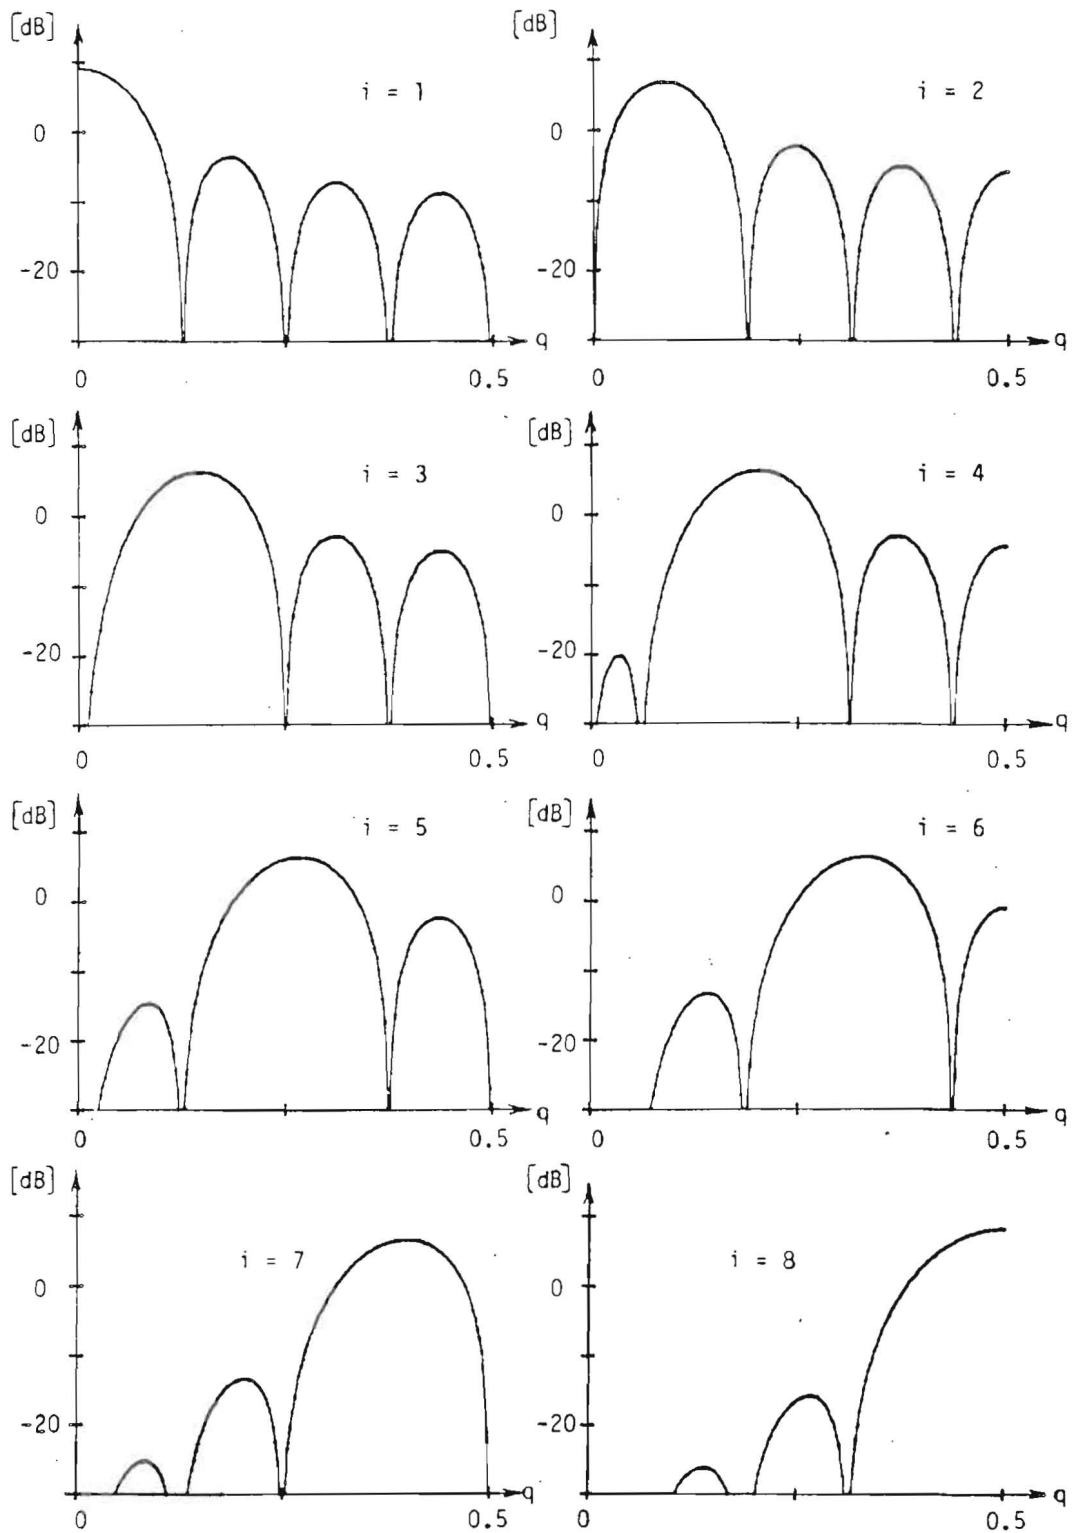 [dB] [dB]
i = 1 i = 2
0 0
-20 -20
q q
0 0.5 0 0.5
[dB] [dB]
i = 3 i = 4
0 0
-20 -20
q q
0 0.5 0 0.5
[dB] [dB]
i = 5 i = 6
0 0
-20 -20
q q
0 0.5 0 0.5
[dB] [dB]
i = 7 i = 8
0 0
-20 -20
q q
0 0.5 0 0.5